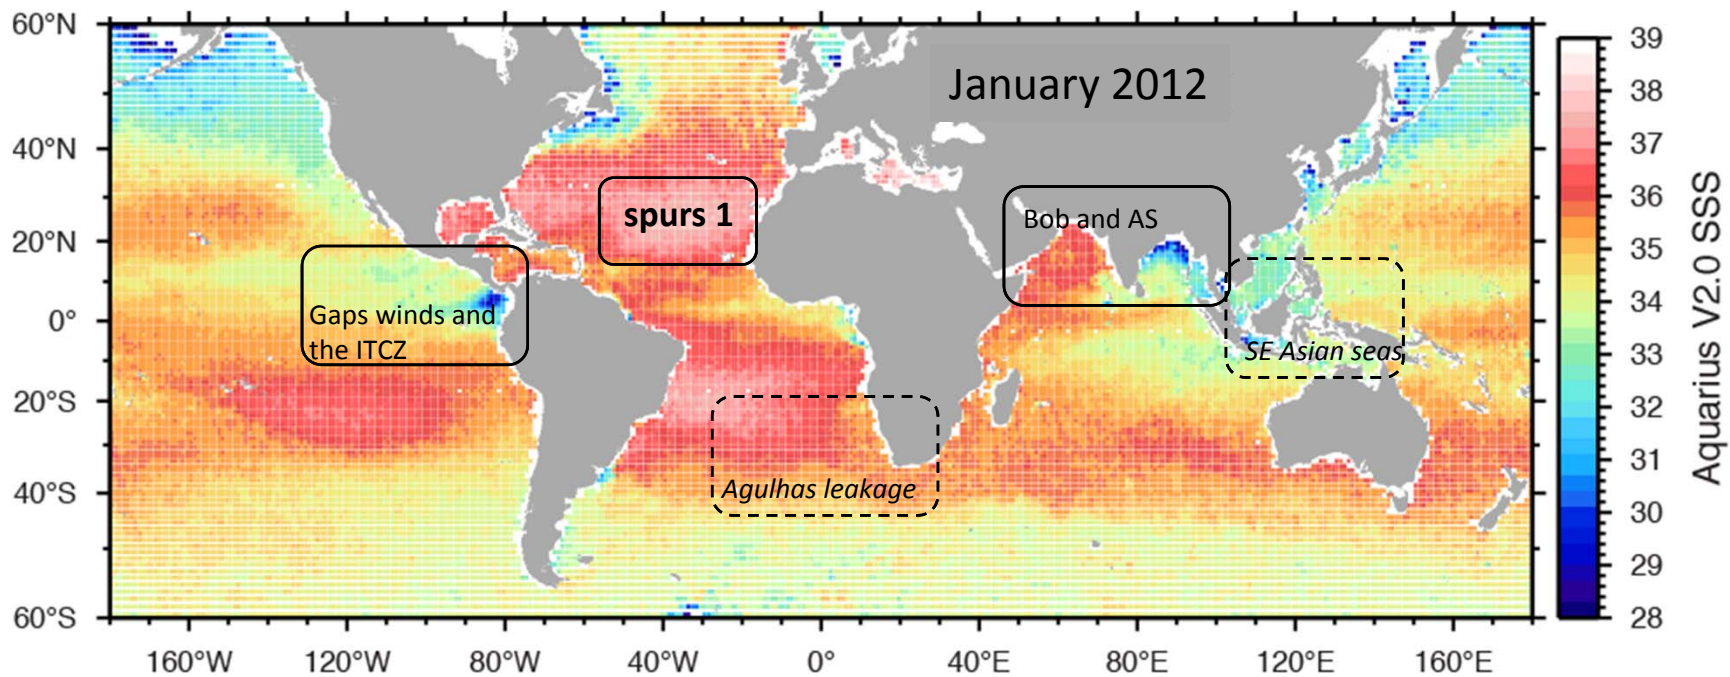 60°N
January 2012
39
38
40°N
37
spurs 1
Bob and AS
36
20°N
35
Gaps winds and
the ITCZ
34
0°
SE Asian seas
33
20°S
32
31
Agulhas leakage
40°S
30
29
60°S
28
160°W 120°W 80°W 40°W 0° 40°E 80°E 120°E 160°E
Aquarius V2.0 SSS